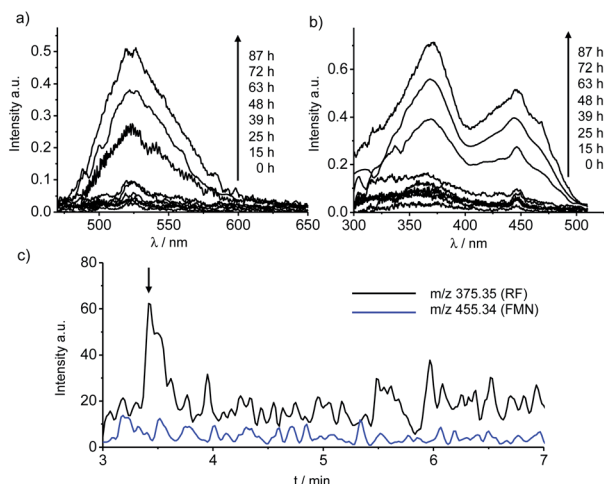 a)
Intensity a.u.
0.5
0.4
0.3
0.2
0.1
0.0
500
550
600
650
λ / nm
87 h
72 h
63 h
48 h
39 h
25 h
15 h
0 h
b)
Intensity a.u.
0.6
0.4
0.2
0.0
300
350
400
450
500
λ / nm
87 h
72 h
63 h
48 h
39 h
25 h
15 h
0 h
c)
Intensity a.u.
80
60
40
20
0
3
4
5
6
7
t / min
m/z 375.35 (RF)
m/z 455.34 (FMN)